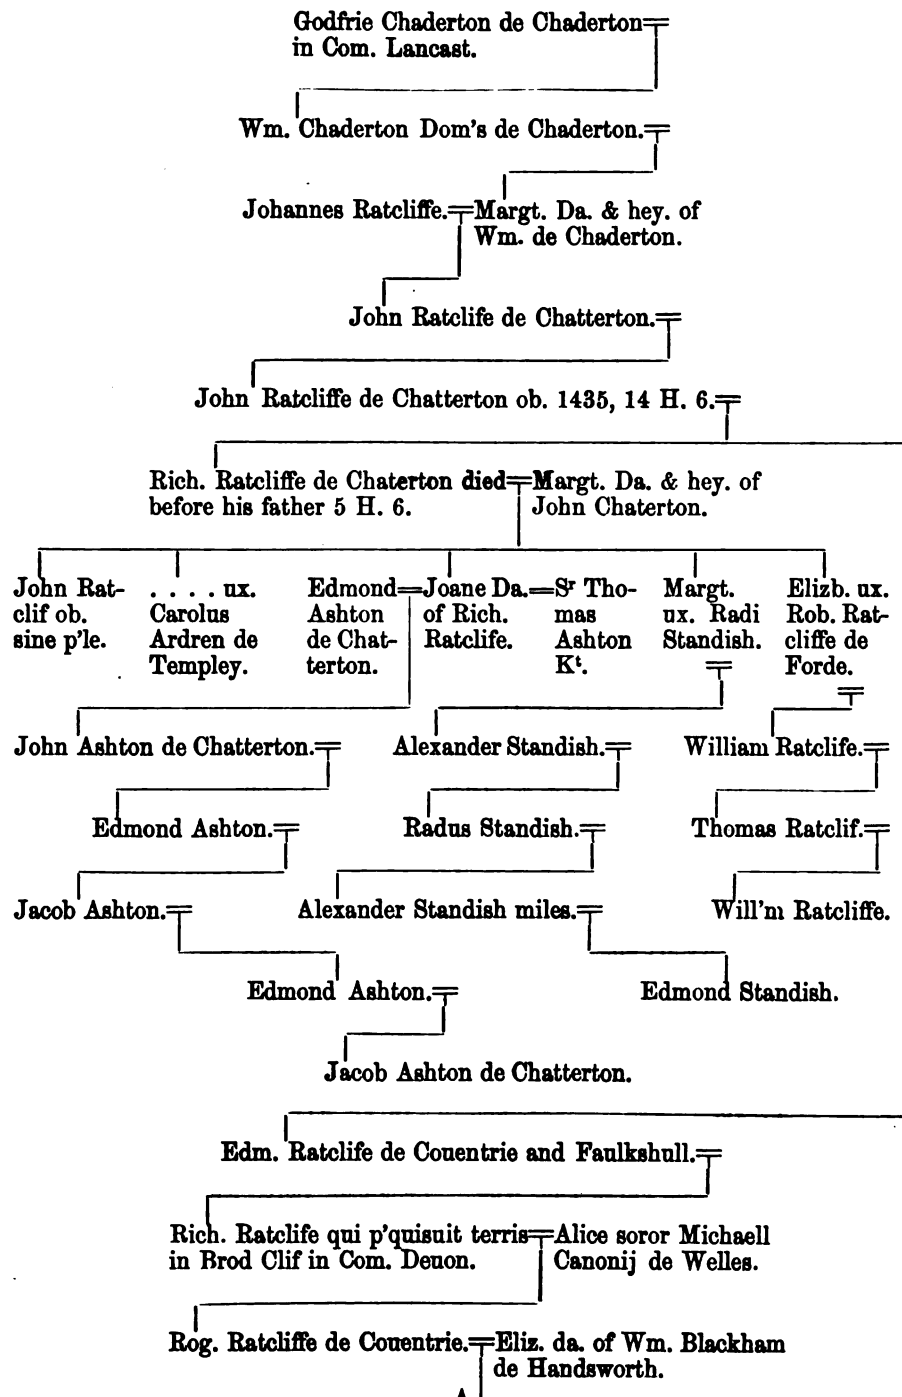 Godfrie Chaderton de Chaderton
in Com. Lancast.
Wm. Chaderton Dom's de Chaderton.
Johannes Ratcliffe.
Margt. Da. & hey. of
Wm. de Chaderton.
John Ratclife de Chatterton.
John Ratcliffe de Chatterton ob. 1435, 14 H. 6.
Rich. Ratcliffe de Chaterton died
before his father 5 H. 6.
Margt. Da. & hey. of
John Chaterton.
John Rat-
clif ob.
sine p'le.
. . . . ux.
Carolus
Ardren de
Templey.
Edmond
Ashton
de Chat-
terton.
Joane Da.
of Rich.
Ratclife.
Sr Tho-
mas
Ashton
Kt.
Margt.
ux. Radi
Standish.
Elizb. ux.
Rob. Rat-
cliffe de
Forde.
John Ashton de Chatterton.
Alexander Standish.
William Ratclife.
Edmond Ashton.
Radus Standish.
Thomas Ratclif.
Jacob Ashton.
Alexander Standish miles.
Will'm Ratcliffe.
Edmond Ashton.
Edmond Standish.
Jacob Ashton de Chatterton.
Edm. Ratclife de Couentrie and Faulkshull.
Rich. Ratclife qui p'quisuit terris
in Brod Clif in Com. Deuon.
Alice soror Michaell
Canonij de Welles.
Rog. Ratcliffe de Couentrie.
Eliz. da. of Wm. Blackham
de Handsworth.
A